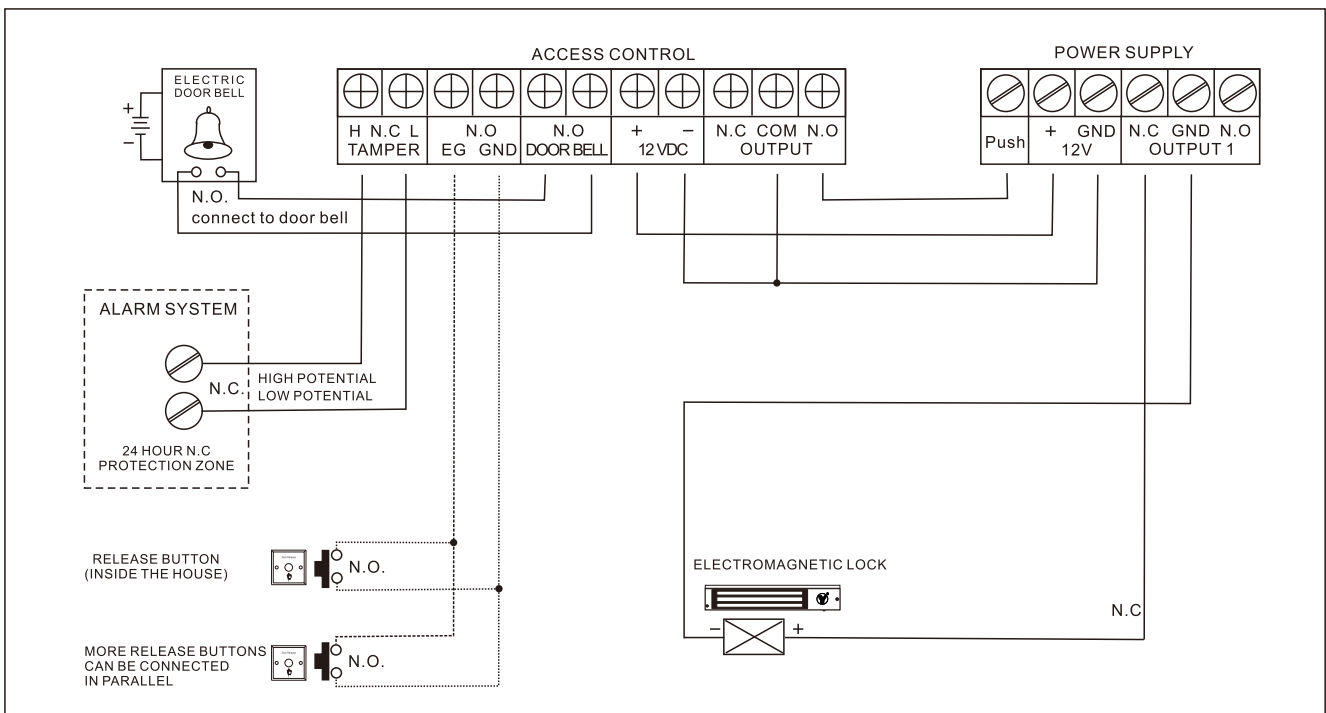 ACCESS CONTROL
POWER SUPPLY
ELECTRIC
DOOR BELL
+
−
N.O.
connect to door bell
H N.C L
TAMPER
N.O
EG GND
N.O
DOOR BELL
+ −
12 VDC
N.C COM N.O
OUTPUT
Push
+ GND
12V
N.C GND N.O
OUTPUT 1
ALARM SYSTEM
N.C.
HIGH POTENTIAL
LOW POTENTIAL
24 HOUR N.C
PROTECTION ZONE
RELEASE BUTTON
(INSIDE THE HOUSE)
N.O.
MORE RELEASE BUTTONS
CAN BE CONNECTED
IN PARALLEL
N.O.
ELECTROMAGNETIC LOCK
− +
N.C